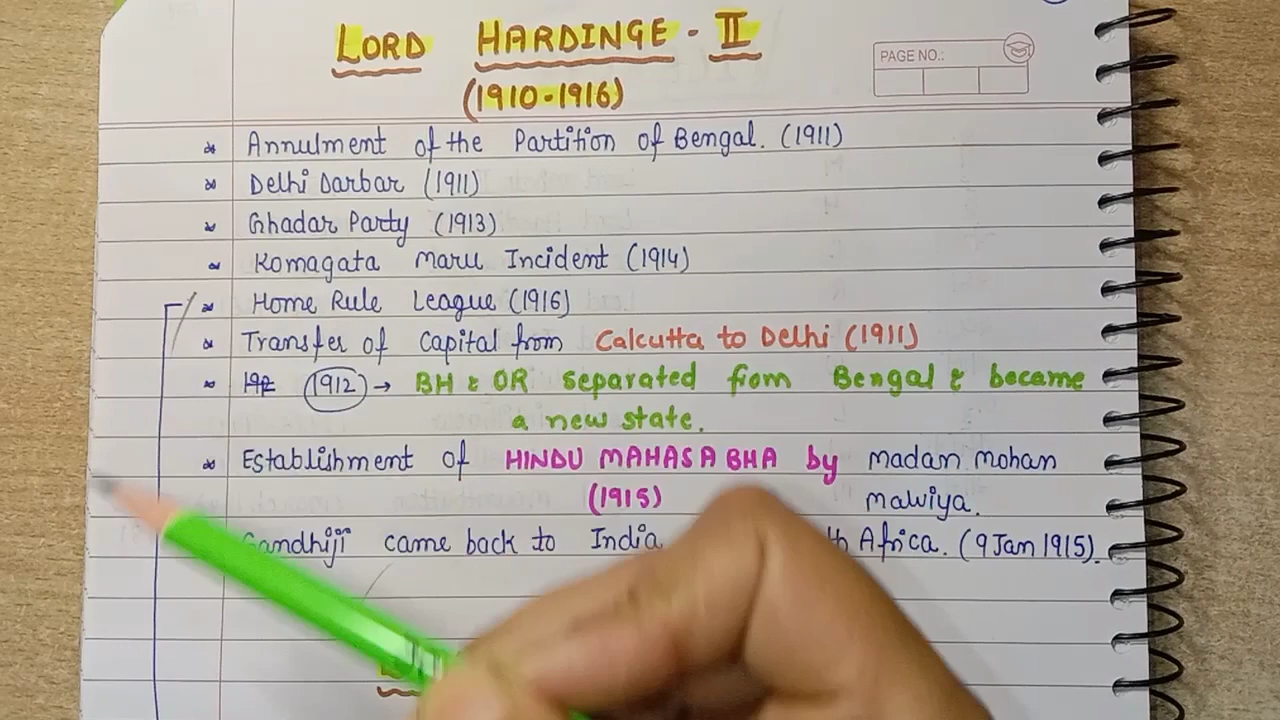 LORD HARDINGE - II
(1910-1916)
PAGE NO.:
Annulment of the Partition of Bengal. (1911)
Delhi Darbar (1911)
Ghadar Party (1913)
Komagata maru Incident (1914)
Home Rule League (1916)
Transfer of Capital from Calcutta to Delhi (1911)
1912 → BH & OR separated from Bengal & became
a new state.
Establishment of HINDU MAHASABHA by madan mohan
(1915) malviya.
Gandhiji came back to India Africa. (9 Jan 1915).